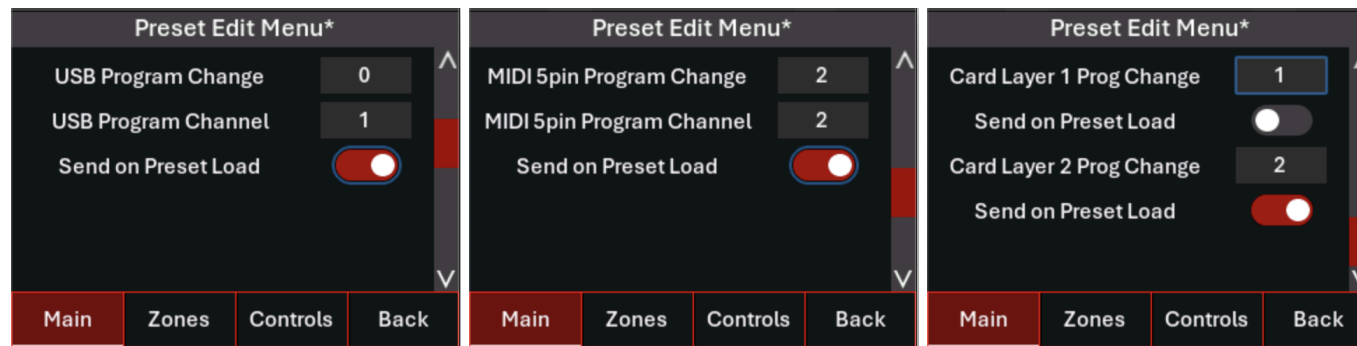 Preset Edit Menu*
USB Program Change 0
USB Program Channel 1
Send on Preset Load
Main Zones Controls Back
Preset Edit Menu*
MIDI 5pin Program Change 2
MIDI 5pin Program Channel 2
Send on Preset Load
Main Zones Controls Back
Preset Edit Menu*
Card Layer 1 Prog Change 1
Send on Preset Load
Card Layer 2 Prog Change 2
Send on Preset Load
Main Zones Controls Back